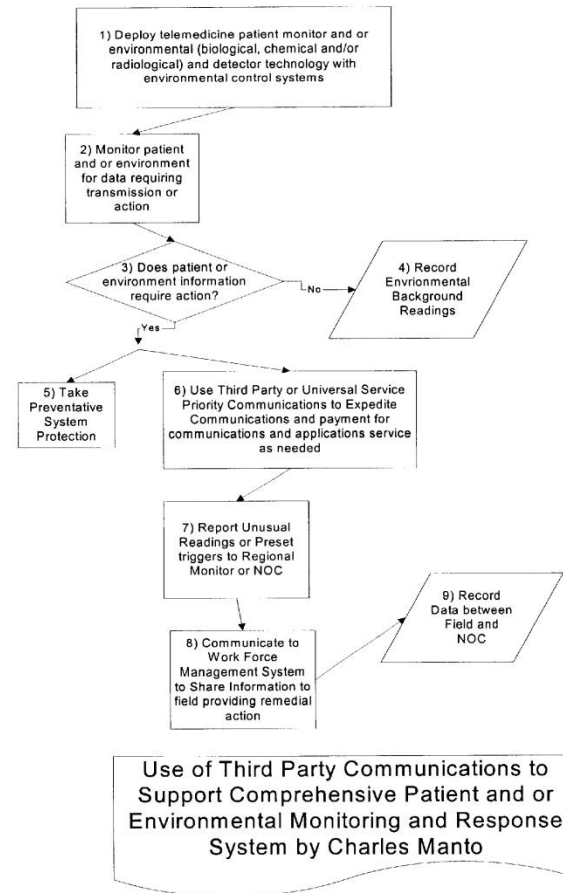 1) Deploy telemedicine patient monitor and or
environmental (biological, chemical and/or
radiological) and detector technology with
environmental control systems
2) Monitor patient
and or environment
for data requiring
transmission or
action
3) Does patient or
environment information
require action?
No
4) Record
Envrionmental
Background
Readings
Yes
5) Take
Preventative
System
Protection
6) Use Third Party or Universal Service
Priority Communications to Expedite
Communications and payment for
communications and applications service
as needed
7) Report Unusual
Readings or Preset
triggers to Regional
Monitor or NOC
8) Communicate to
Work Force
Management System
to Share Information to
field providing remedial
action
9) Record
Data between
Field and
NOC
Use of Third Party Communications to
Support Comprehensive Patient and or
Environmental Monitoring and Response
System by Charles Manto